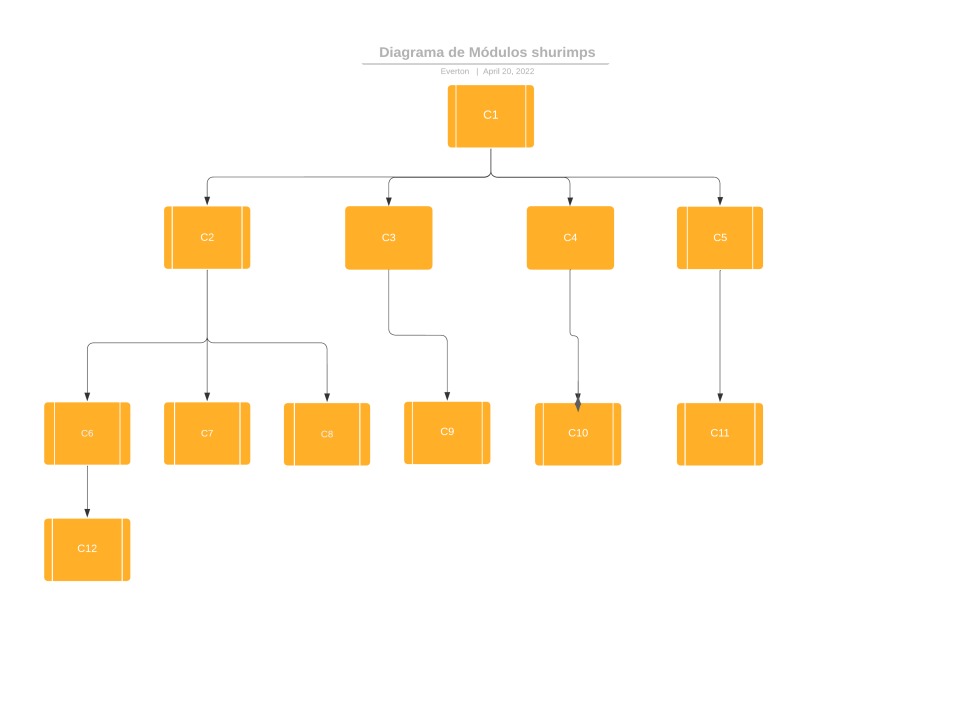 Diagrama de Módulos shurimps
Everton | April 20, 2022
C1
C2
C3
C4
C5
C6
C7
C8
C9
C10
C11
C12